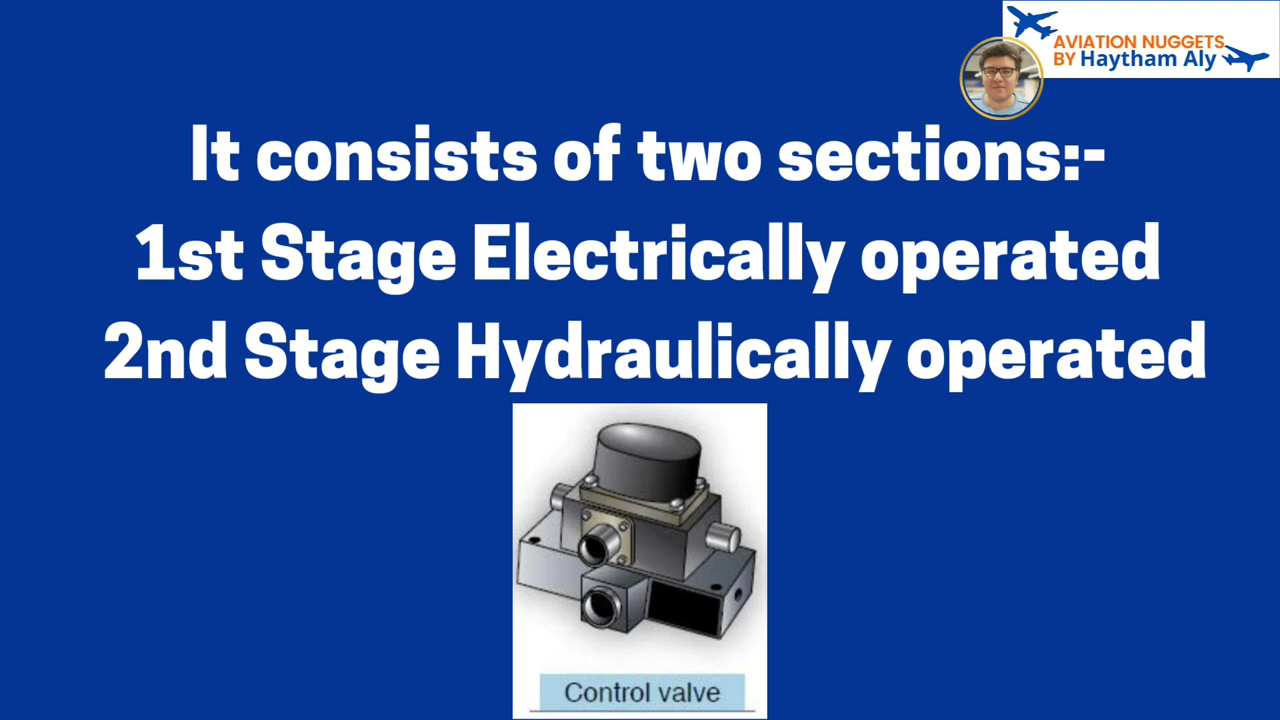 AVIATION NUGGETS
BY Haytham Aly
It consists of two sections:-
1st Stage Electrically operated
2nd Stage Hydraulically operated
Control valve